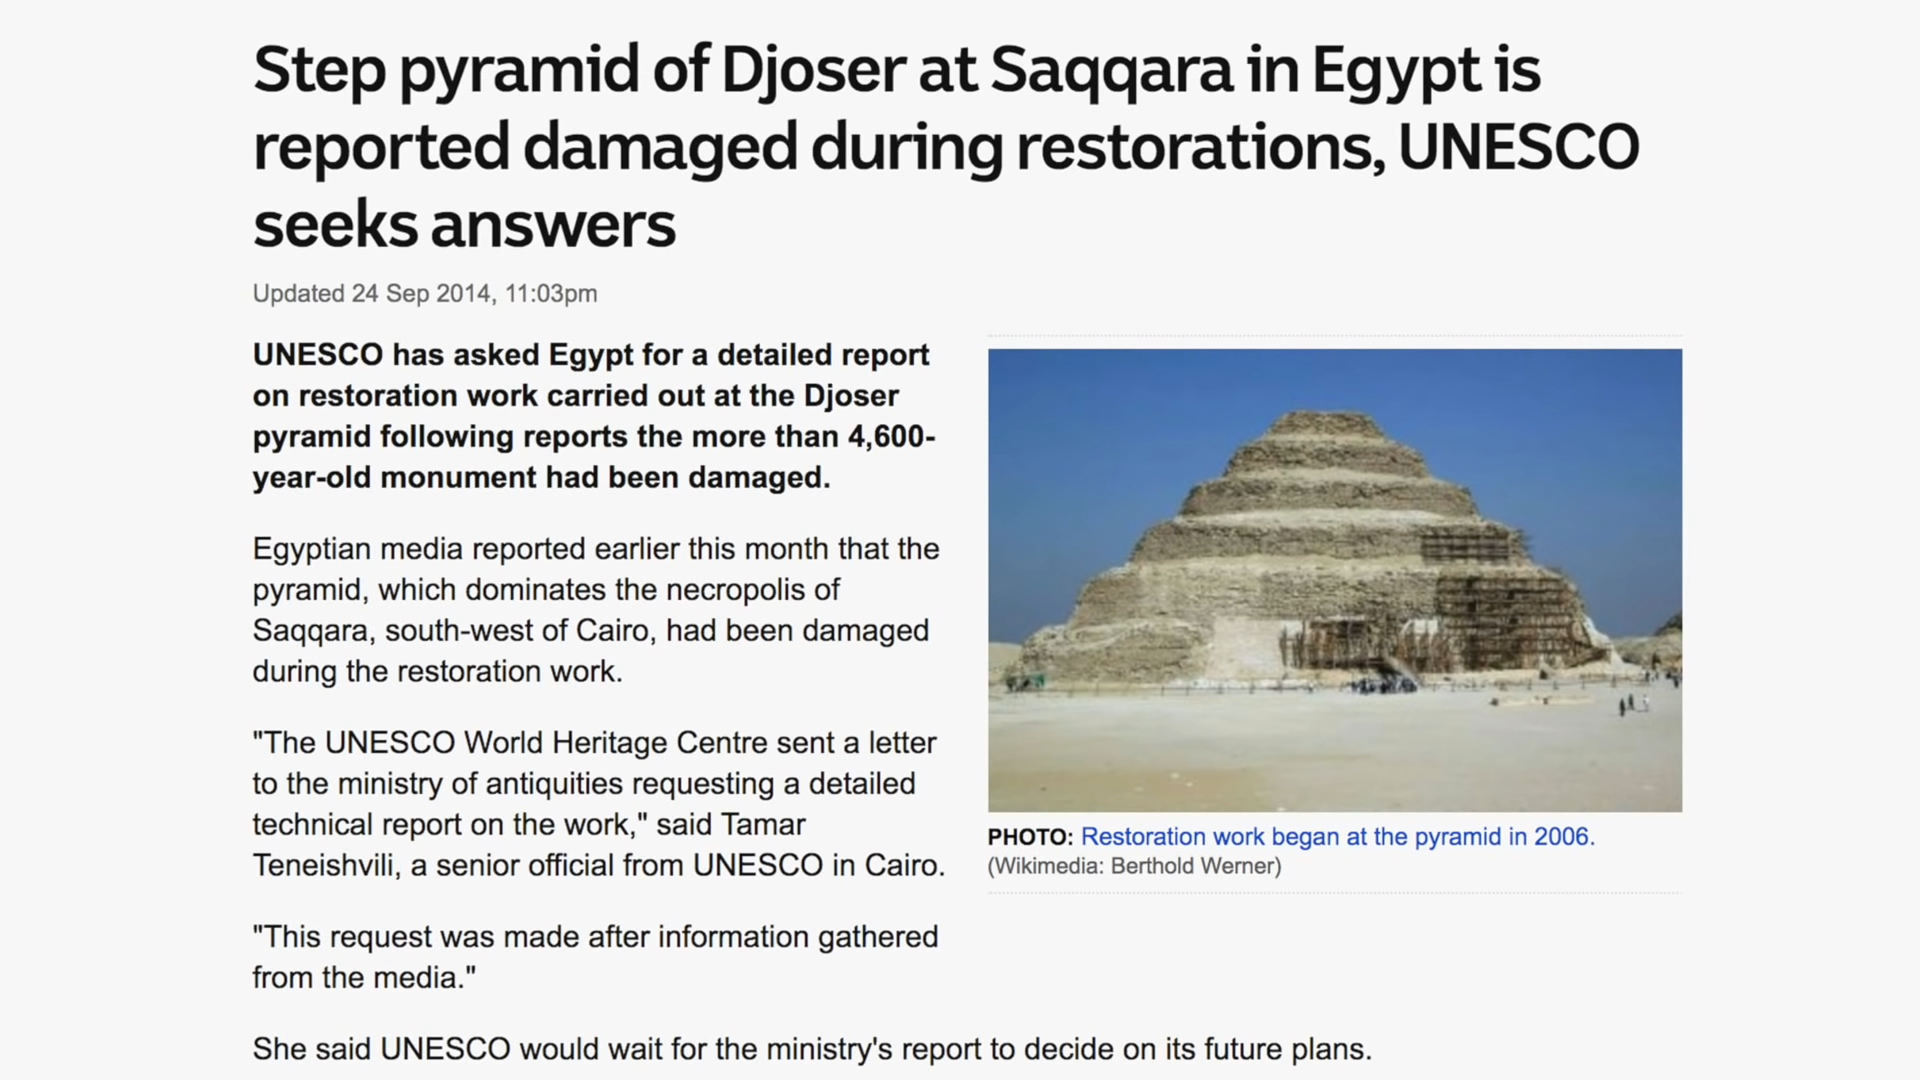 Step pyramid of Djoser at Saqqara in Egypt is
reported damaged during restorations, UNESCO
seeks answers
Updated 24 Sep 2014, 11:03pm
UNESCO has asked Egypt for a detailed report
on restoration work carried out at the Djoser
pyramid following reports the more than 4,600-
year-old monument had been damaged.
Egyptian media reported earlier this month that the
pyramid, which dominates the necropolis of
Saqqara, south-west of Cairo, had been damaged
during the restoration work.
"The UNESCO World Heritage Centre sent a letter
to the ministry of antiquities requesting a detailed
technical report on the work," said Tamar
Teneishvili, a senior official from UNESCO in Cairo.
"This request was made after information gathered
from the media."
She said UNESCO would wait for the ministry's report to decide on its future plans.
PHOTO: Restoration work began at the pyramid in 2006.
(Wikimedia: Berthold Werner)